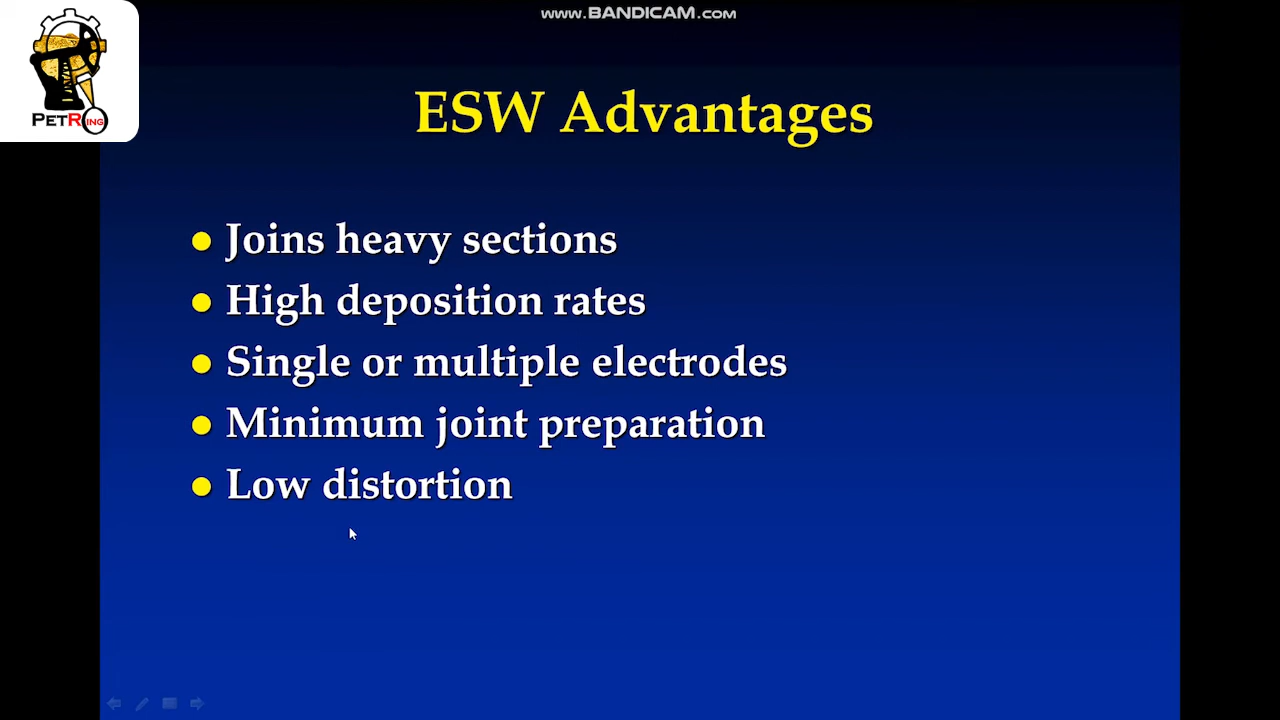 www.BANDICAM.com
PETRING
ESW Advantages
Joins heavy sections
High deposition rates
Single or multiple electrodes
Minimum joint preparation
Low distortion